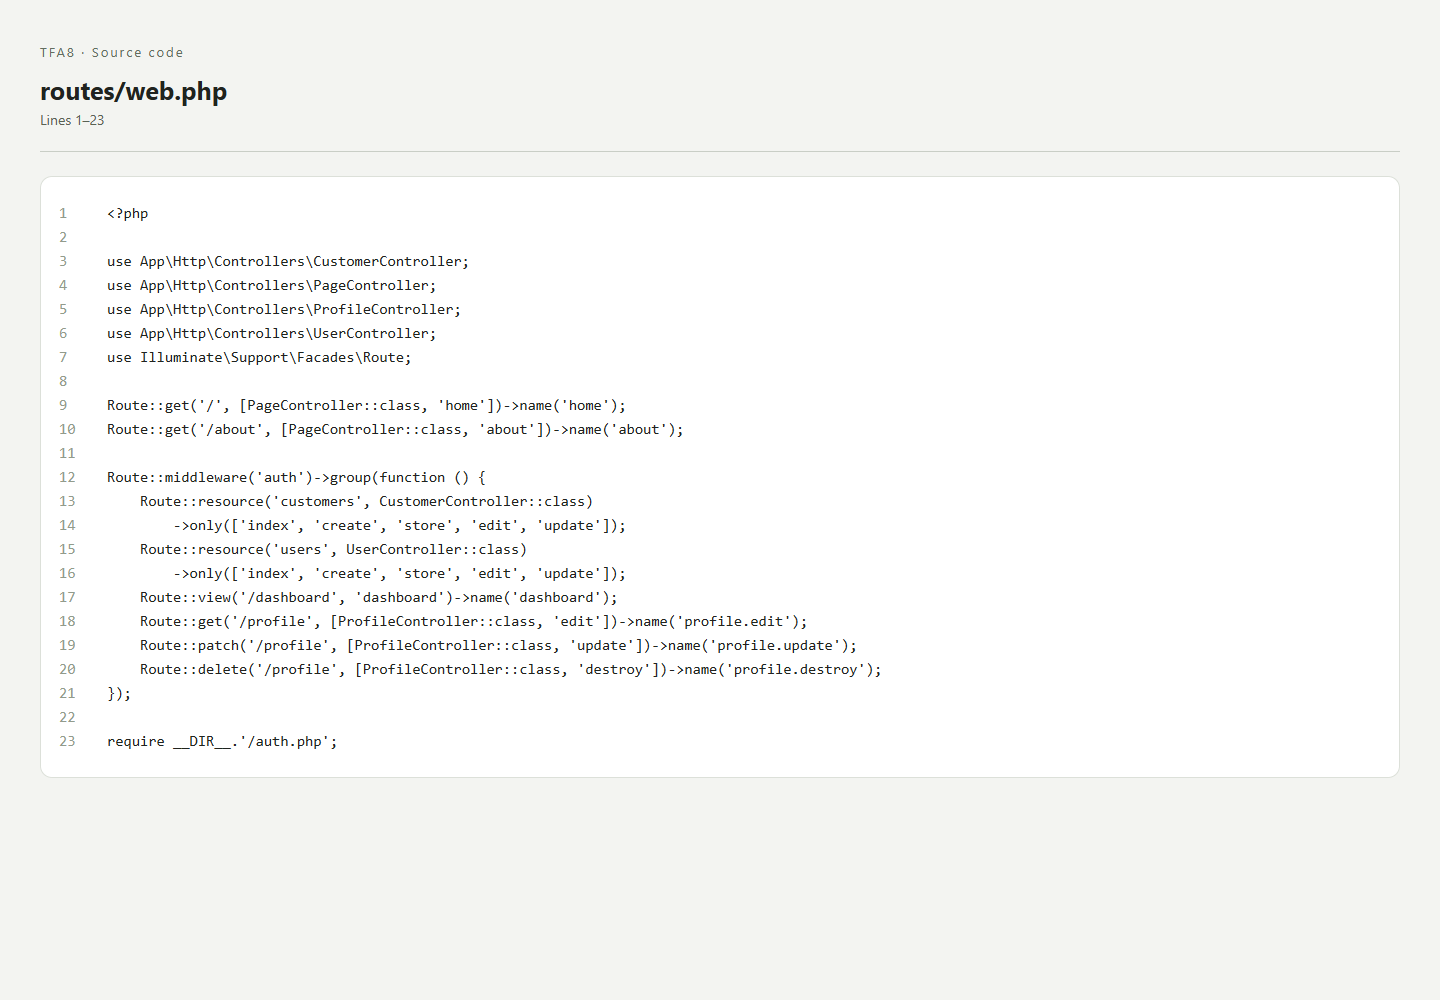 TFA8 · Source code
routes/web.php
Lines 1–23
1 <?php
2
3 use App\Http\Controllers\CustomerController;
4 use App\Http\Controllers\PageController;
5 use App\Http\Controllers\ProfileController;
6 use App\Http\Controllers\UserController;
7 use Illuminate\Support\Facades\Route;
8
9 Route::get('/', [PageController::class, 'home'])->name('home');
10 Route::get('/about', [PageController::class, 'about'])->name('about');
11
12 Route::middleware('auth')->group(function () {
13     Route::resource('customers', CustomerController::class)
14         ->only(['index', 'create', 'store', 'edit', 'update']);
15     Route::resource('users', UserController::class)
16         ->only(['index', 'create', 'store', 'edit', 'update']);
17     Route::view('/dashboard', 'dashboard')->name('dashboard');
18     Route::get('/profile', [ProfileController::class, 'edit'])->name('profile.edit');
19     Route::patch('/profile', [ProfileController::class, 'update'])->name('profile.update');
20     Route::delete('/profile', [ProfileController::class, 'destroy'])->name('profile.destroy');
21 });
22
23 require __DIR__.'/auth.php';